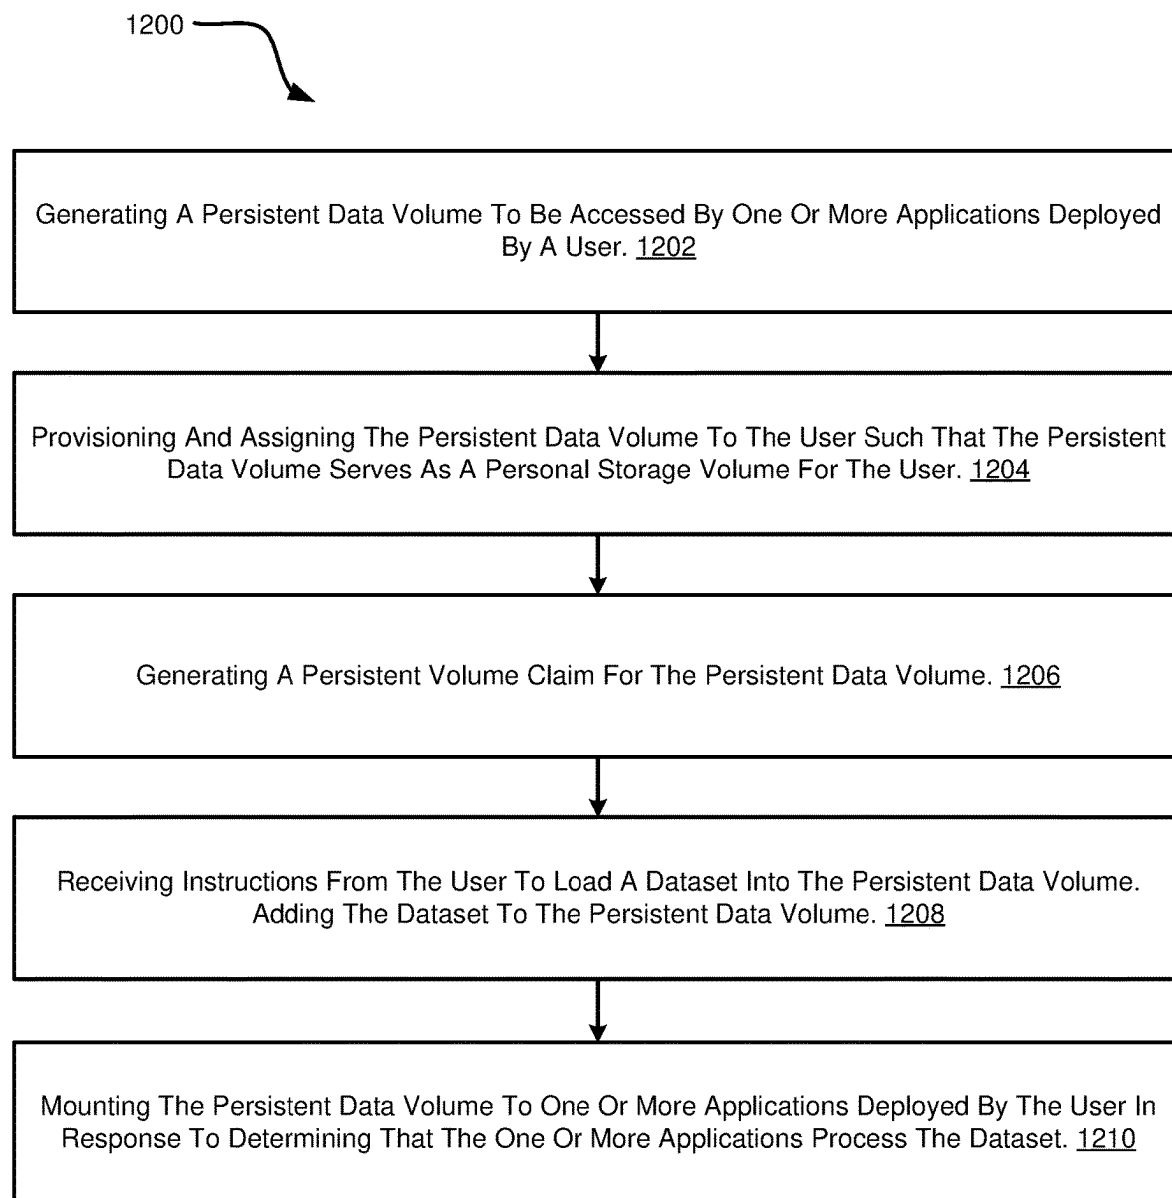 1200
Generating A Persistent Data Volume To Be Accessed By One Or More Applications Deployed
By A User. 1202
Provisioning And Assigning The Persistent Data Volume To The User Such That The Persistent
Data Volume Serves As A Personal Storage Volume For The User. 1204
Generating A Persistent Volume Claim For The Persistent Data Volume. 1206
Receiving Instructions From The User To Load A Dataset Into The Persistent Data Volume.
Adding The Dataset To The Persistent Data Volume. 1208
Mounting The Persistent Data Volume To One Or More Applications Deployed By The User In
Response To Determining That The One Or More Applications Process The Dataset. 1210